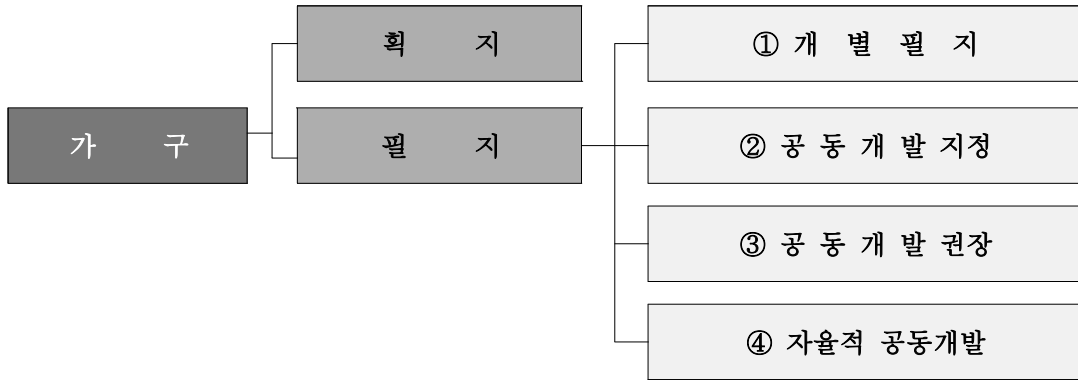 가 구
획 지
필 지
① 개 별 필 지
② 공 동 개 발 지정
③ 공 동 개 발 권장
④ 자율적 공동개발